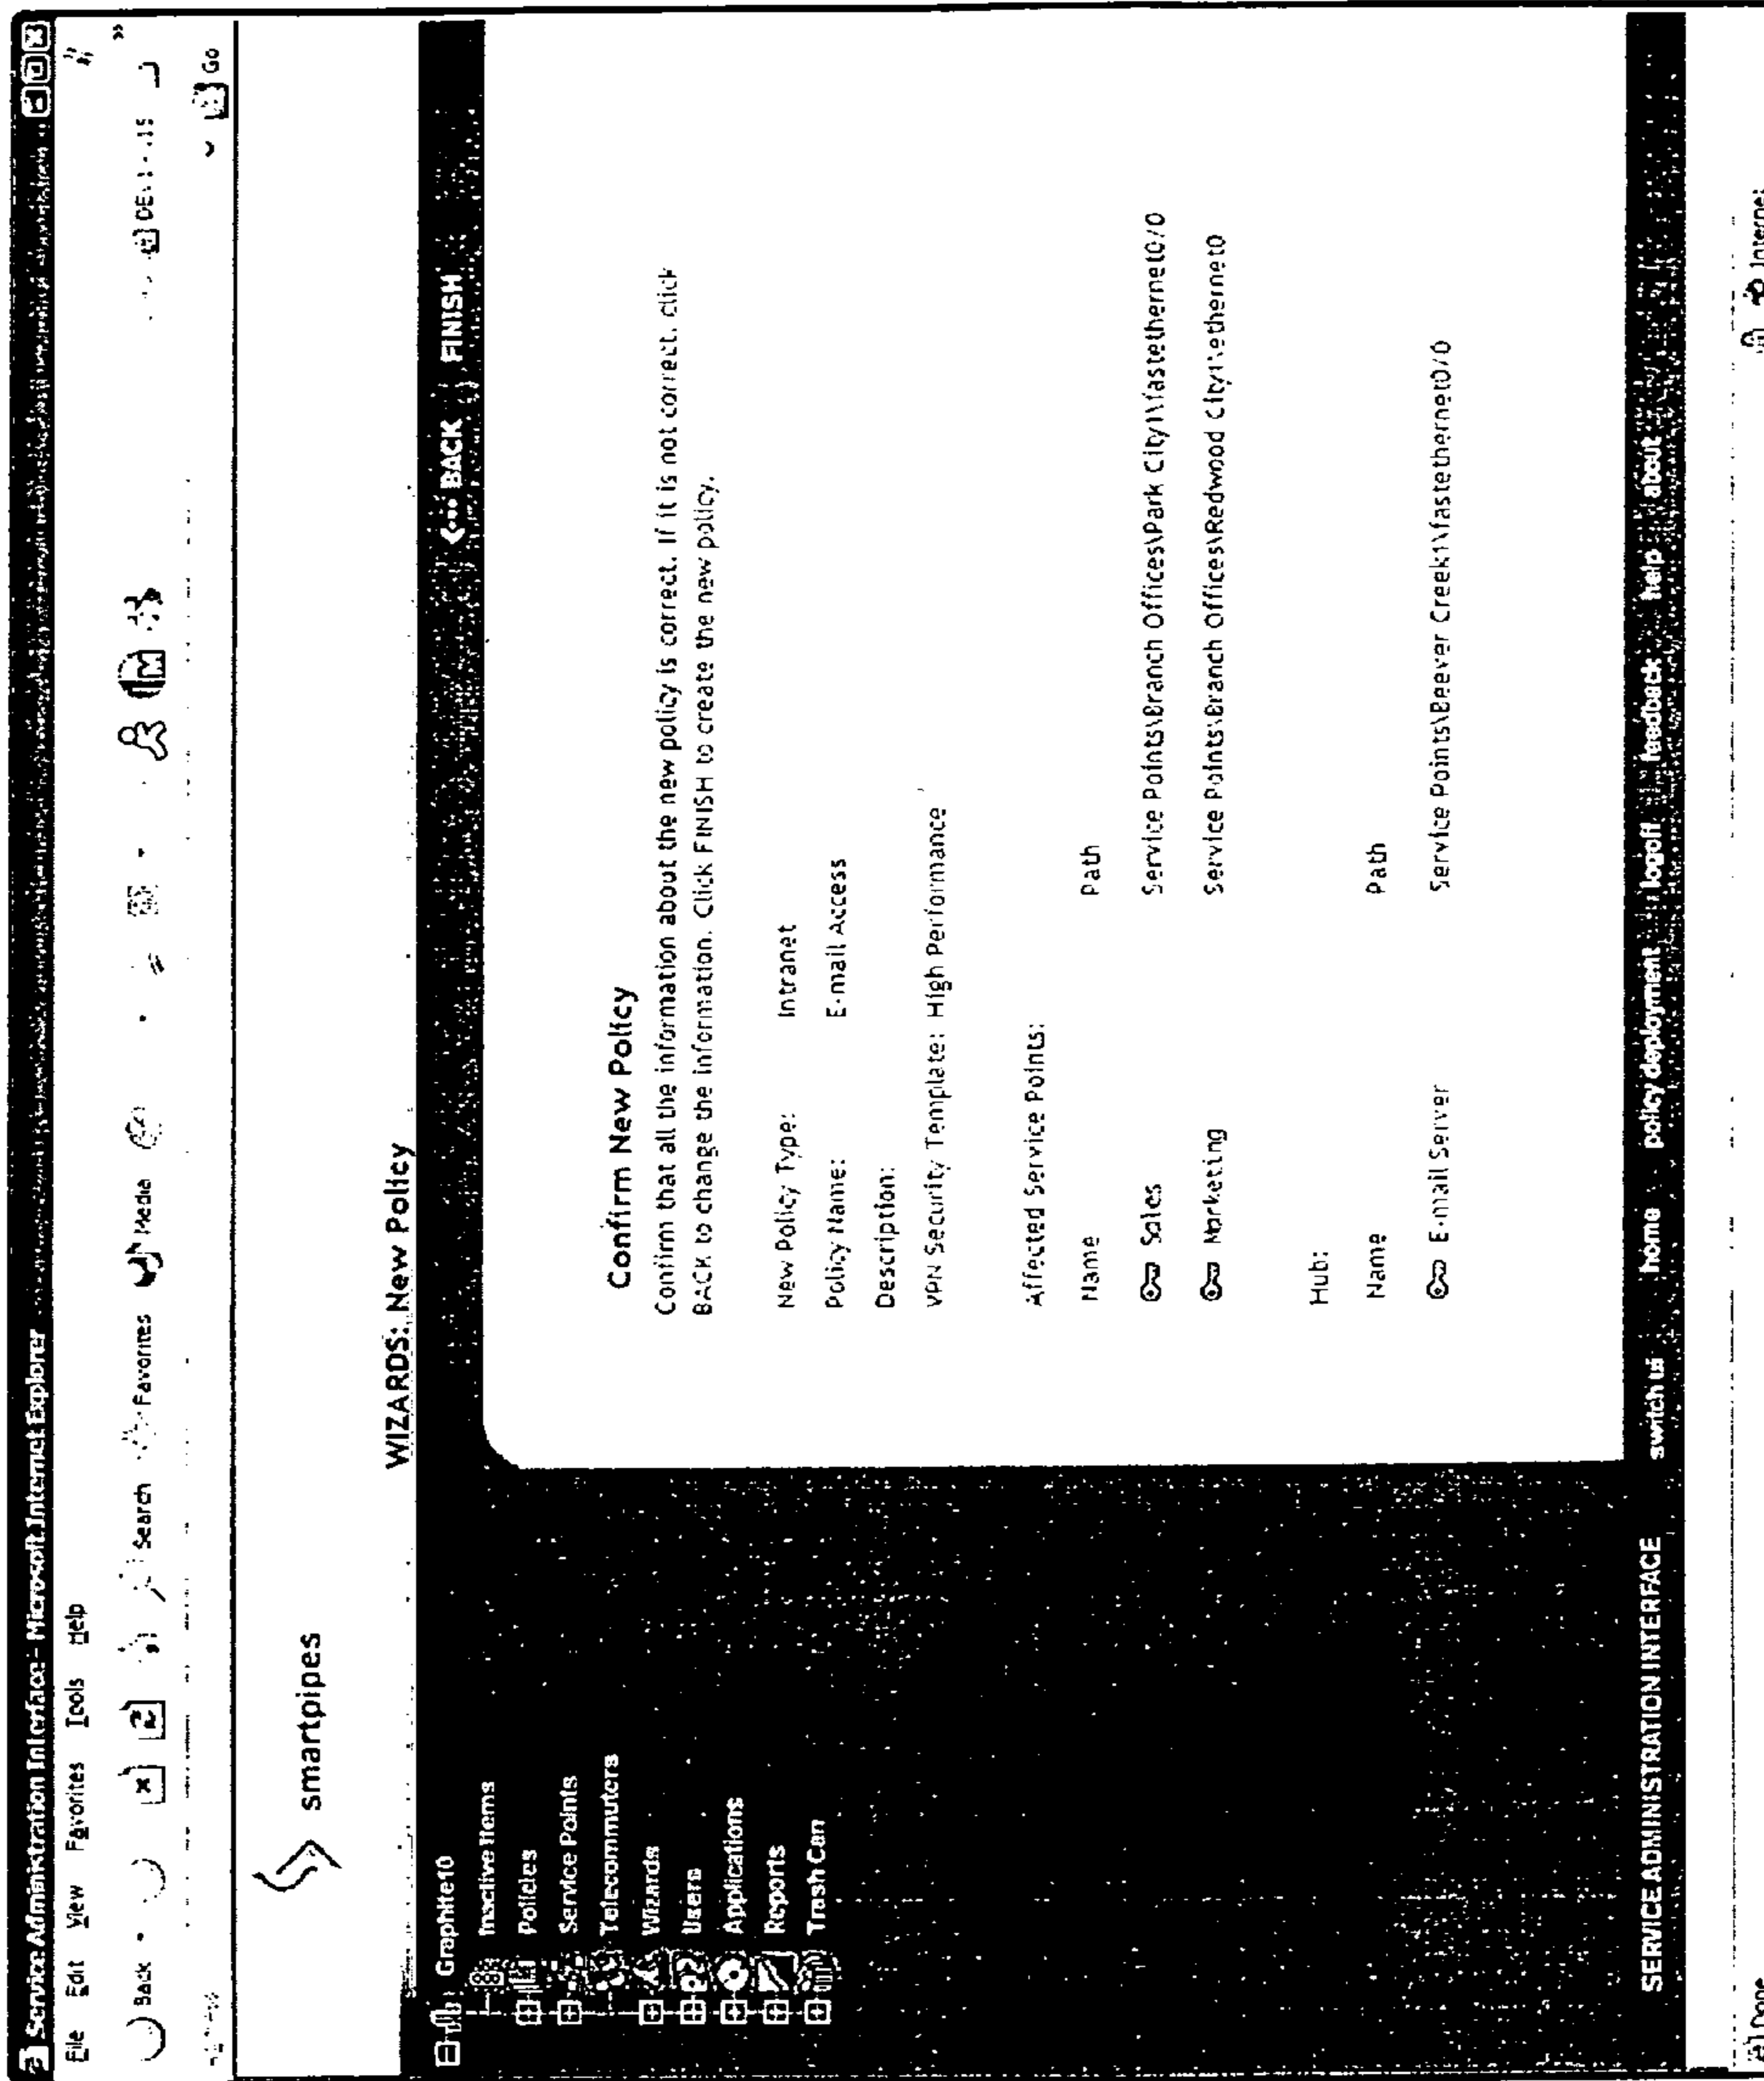 Service Administration Interface - Microsoft Internet Explorer
File Edit View Favorites Tools Help
Back Search Favorites Media
Go
smartpipes
WIZARDS: New Policy
Graphite10
<--- BACK FINISH
Inactive Items
Policies
Service Points
Telecommuters
Wizards
Users
Applications
Reports
Trash Can
Confirm New Policy
Confirm that all the information about the new policy is correct. If it is not correct, click
BACK to change the information. Click FINISH to create the new policy.
New Policy Type: Intranet
Policy Name: E-mail Access
Description:
VPN Security Template: High Performance
Affected Service Points:
Name Path
Sales Service Points\Branch Offices\Park City1\fastethernet0/0
Marketing Service Points\Branch Offices\Redwood City1\ethernet0
Hub:
Name Path
E-mail Server Service Points\Beever Creek1\fastethernet0/0
SERVICE ADMINISTRATION INTERFACE
switch ui home policy deployment logoff feedback help about
Done Internet